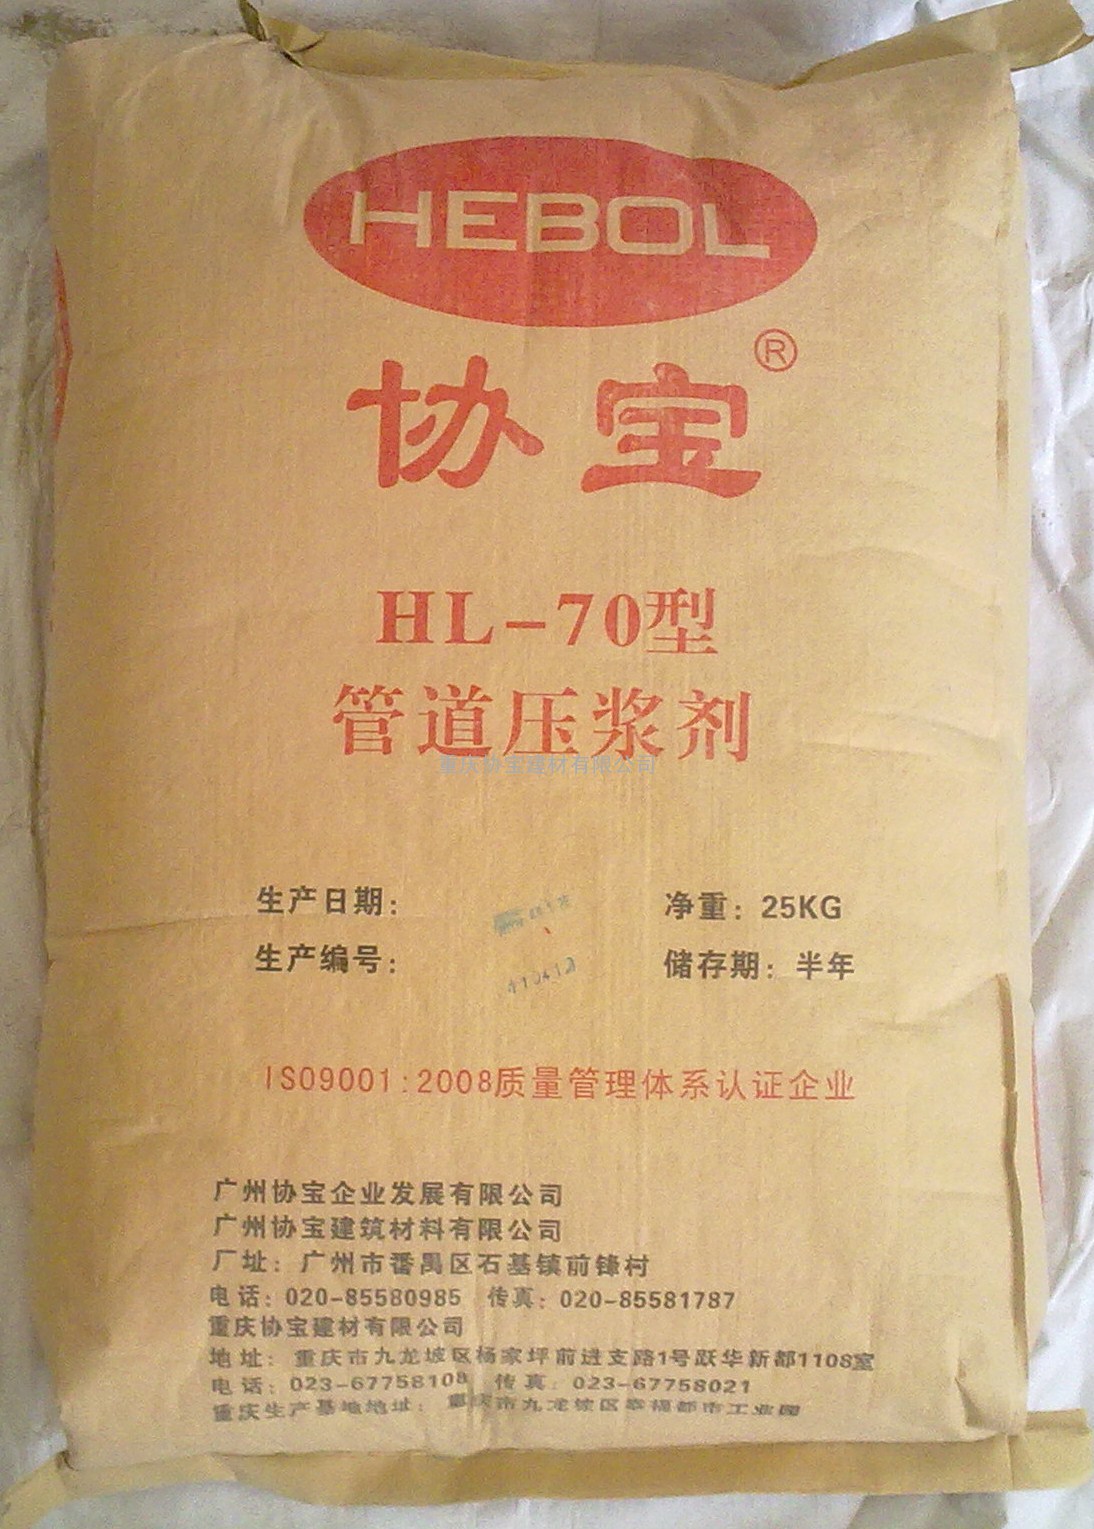 HEBOL
协宝®
HL-70型
管道压浆剂
重庆协宝建材有限公司
生产日期： 净重：25KG
生产编号： 储存期：半年
ISO9001:2008质量管理体系认证企业
广州协宝企业发展有限公司
广州协宝建筑材料有限公司
厂址：广州市番禺区石基镇前锋村
电话：020-85580985 传真：020-85581787
重庆协宝建材有限公司
地址：重庆市九龙坡区杨家坪前进支路1号跃华新都1108室
电话：023-67758108 传真：023-67758021
重庆生产基地地址：重庆市九龙坡区幸福都市工业园